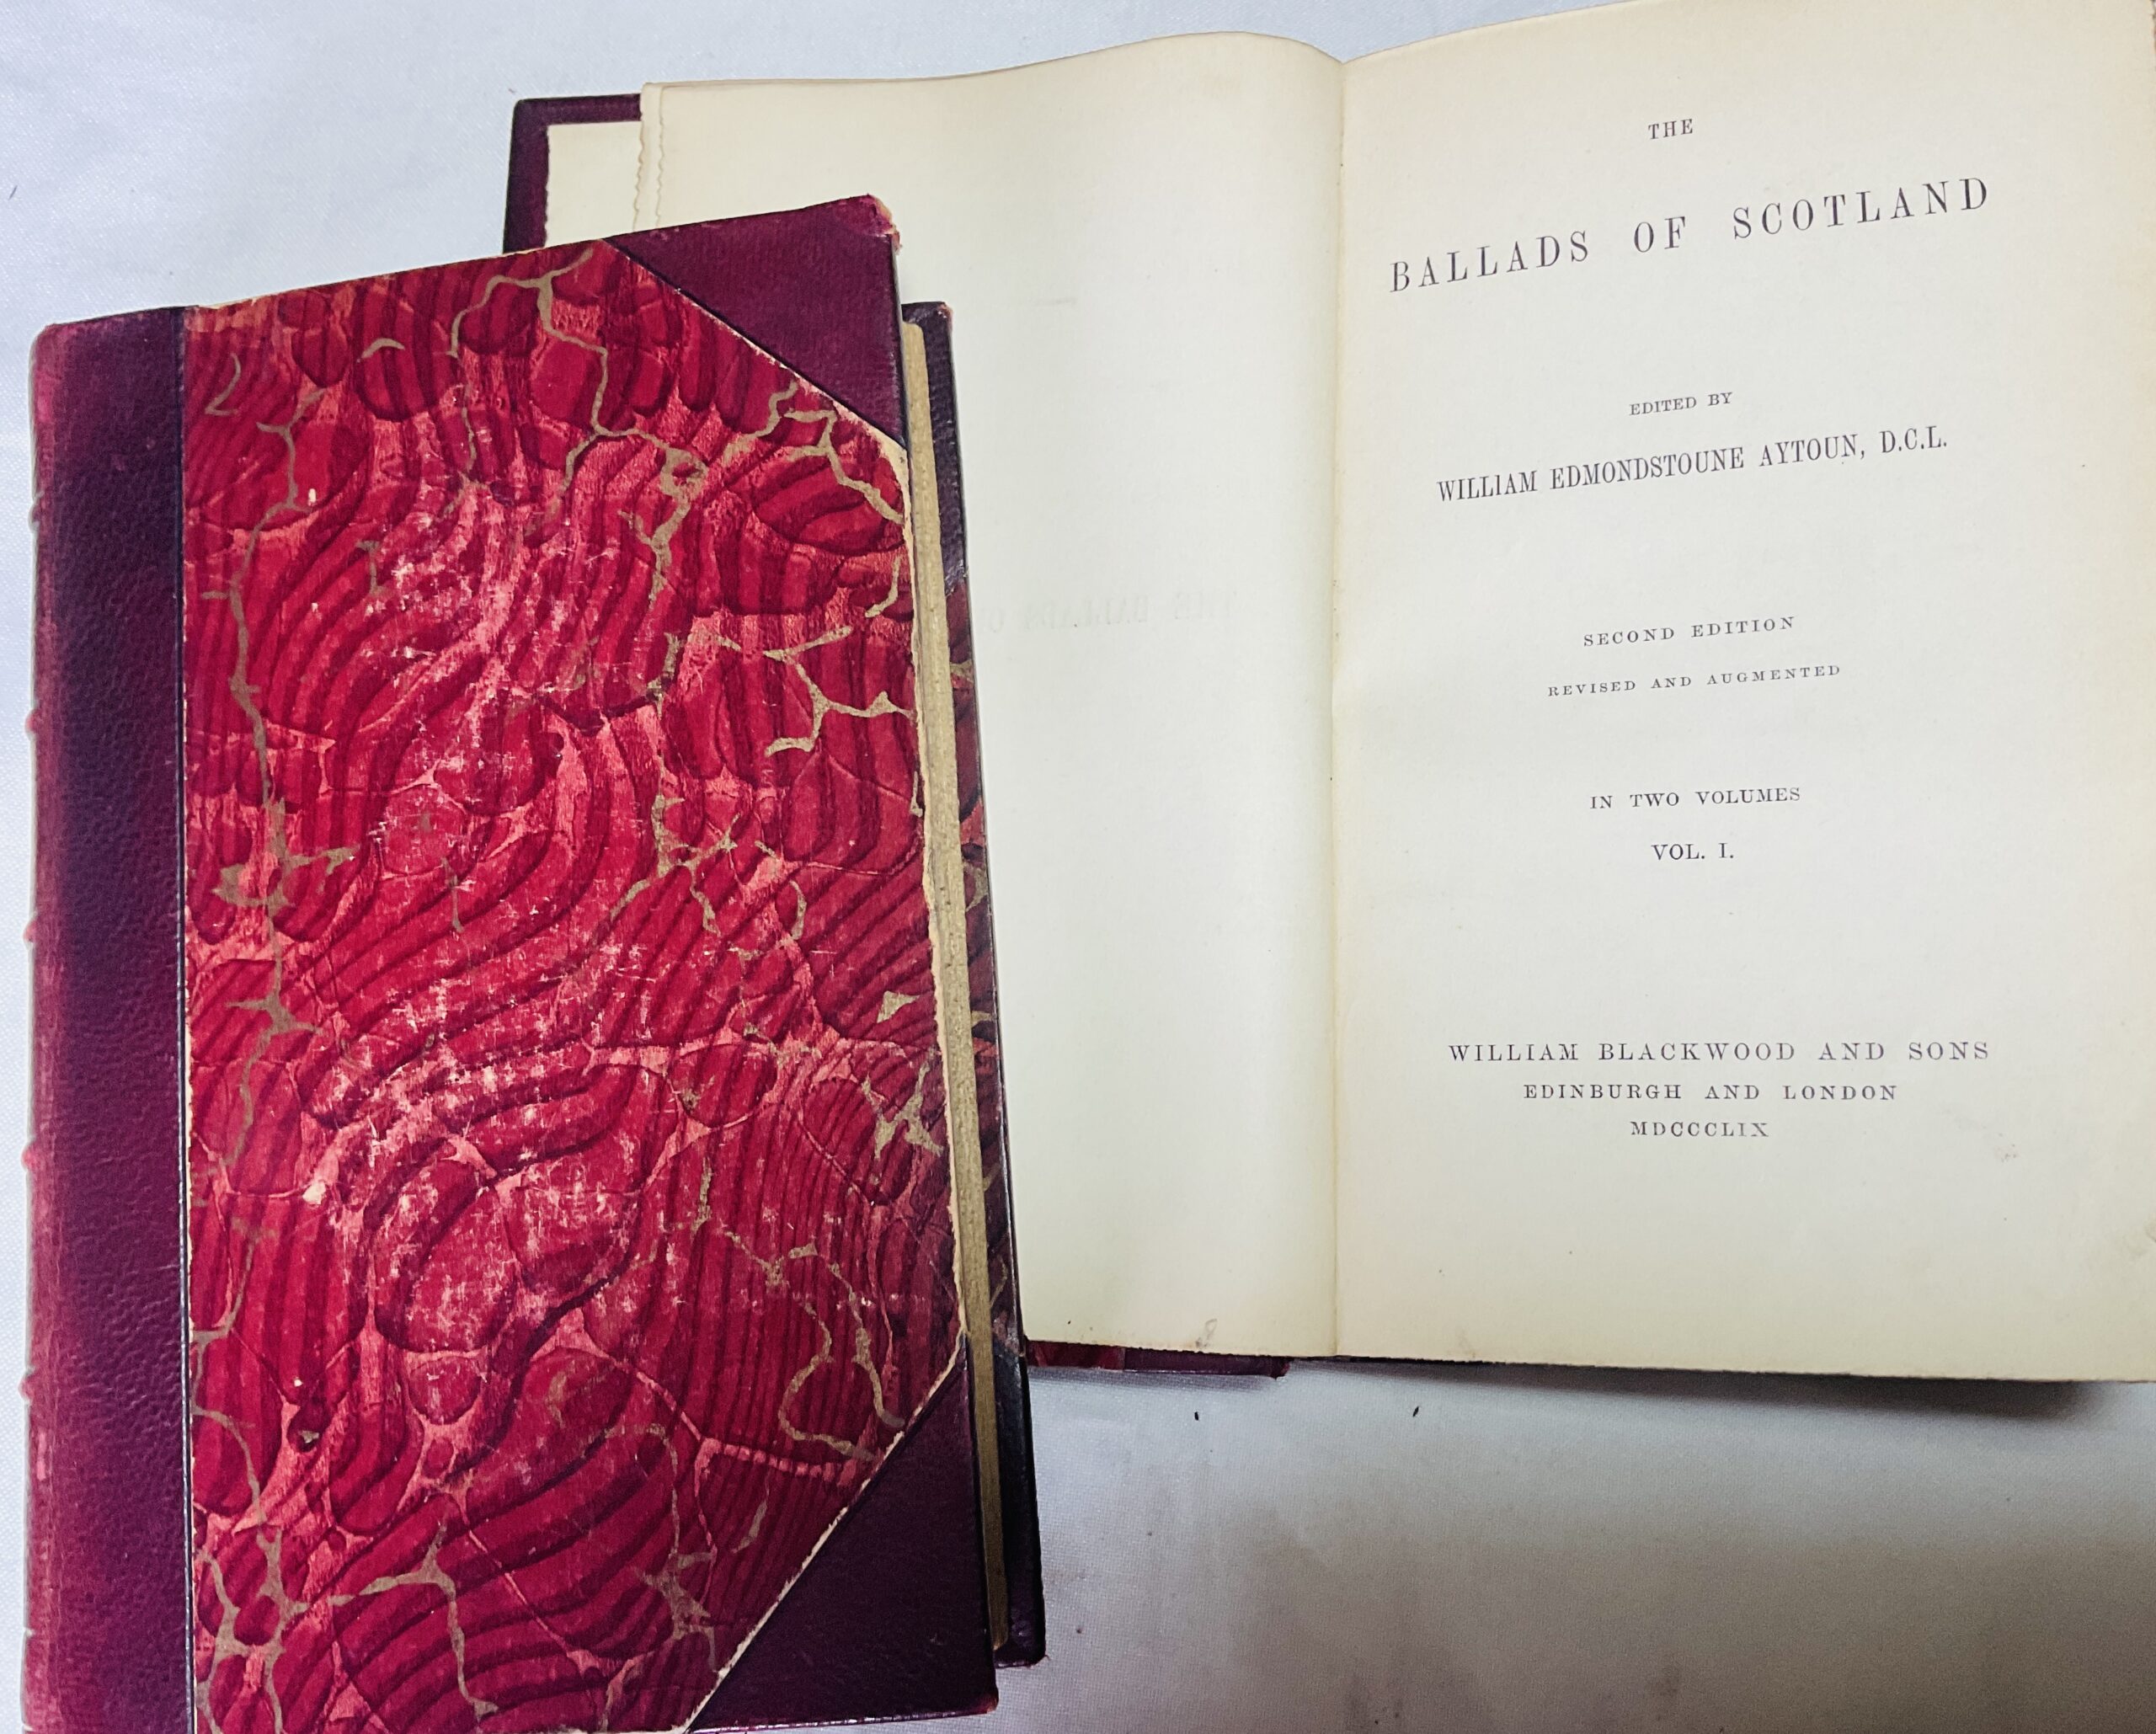 THE
BALLADS OF SCOTLAND
EDITED BY
WILLIAM EDMONDSTOUNE AYTOUN, D.C.L.
SECOND EDITION
REVISED AND AUGMENTED
IN TWO VOLUMES
VOL. I.
WILLIAM BLACKWOOD AND SONS
EDINBURGH AND LONDON
MDCCCLIX